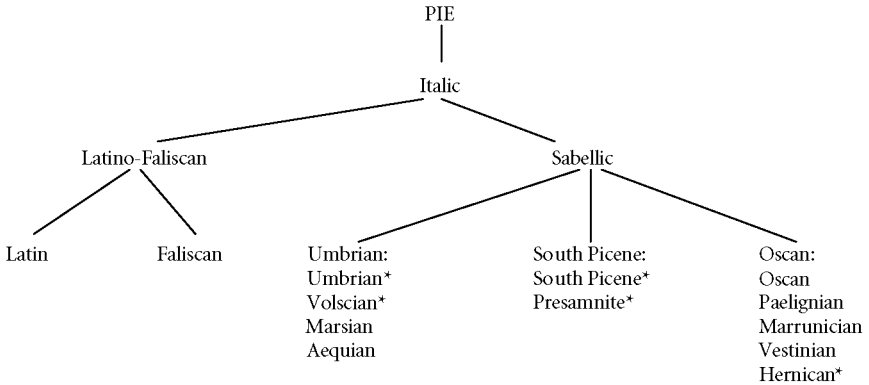 PIE
Italic
Latino-Faliscan
Sabellic
Latin
Faliscan
Umbrian:
Umbrian*
Volscian*
Marsian
Aequian
South Picene:
South Picene*
Presamnite*
Oscan:
Oscan
Paelignian
Marrunician
Vestinian
Hernican*